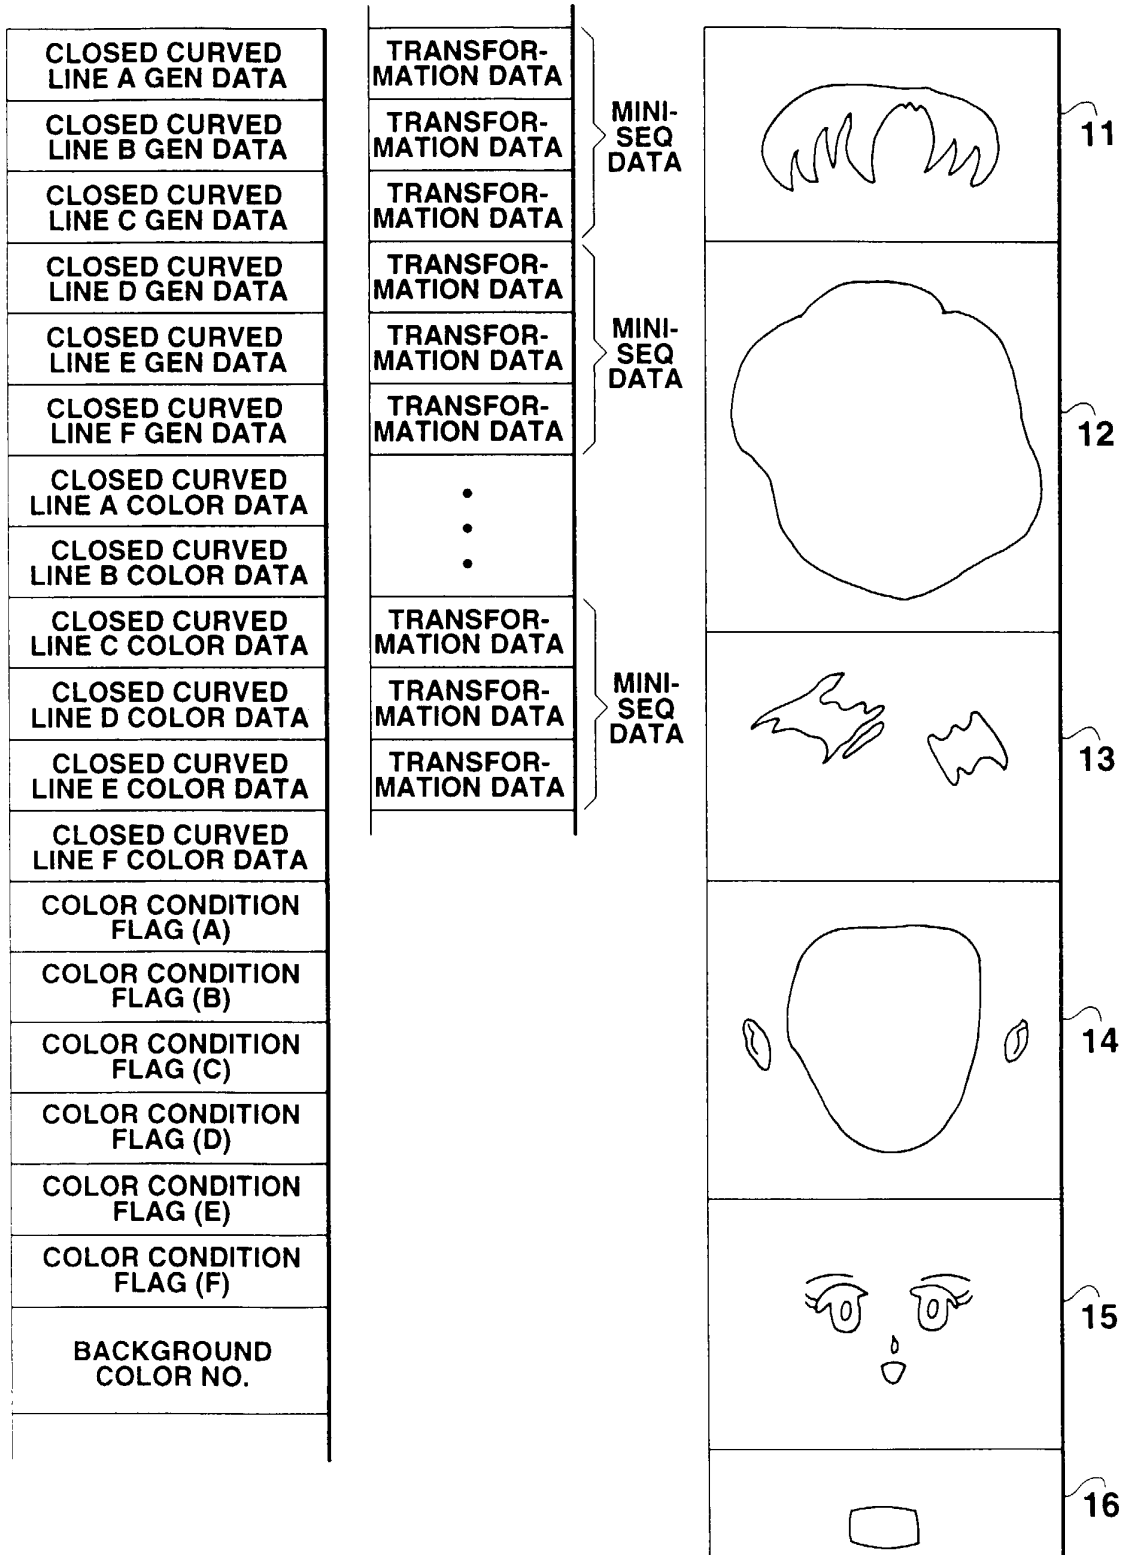 CLOSED CURVED
LINE A GEN DATA
CLOSED CURVED
LINE B GEN DATA
CLOSED CURVED
LINE C GEN DATA
CLOSED CURVED
LINE D GEN DATA
CLOSED CURVED
LINE E GEN DATA
CLOSED CURVED
LINE F GEN DATA
CLOSED CURVED
LINE A COLOR DATA
CLOSED CURVED
LINE B COLOR DATA
CLOSED CURVED
LINE C COLOR DATA
CLOSED CURVED
LINE D COLOR DATA
CLOSED CURVED
LINE E COLOR DATA
CLOSED CURVED
LINE F COLOR DATA
COLOR CONDITION
FLAG (A)
COLOR CONDITION
FLAG (B)
COLOR CONDITION
FLAG (C)
COLOR CONDITION
FLAG (D)
COLOR CONDITION
FLAG (E)
COLOR CONDITION
FLAG (F)
BACKGROUND
COLOR NO.
TRANSFOR-
MATION DATA
TRANSFOR-
MATION DATA
TRANSFOR-
MATION DATA
MINI-
SEQ
DATA
TRANSFOR-
MATION DATA
TRANSFOR-
MATION DATA
TRANSFOR-
MATION DATA
MINI-
SEQ
DATA
TRANSFOR-
MATION DATA
TRANSFOR-
MATION DATA
TRANSFOR-
MATION DATA
MINI-
SEQ
DATA
11
12
13
14
15
16